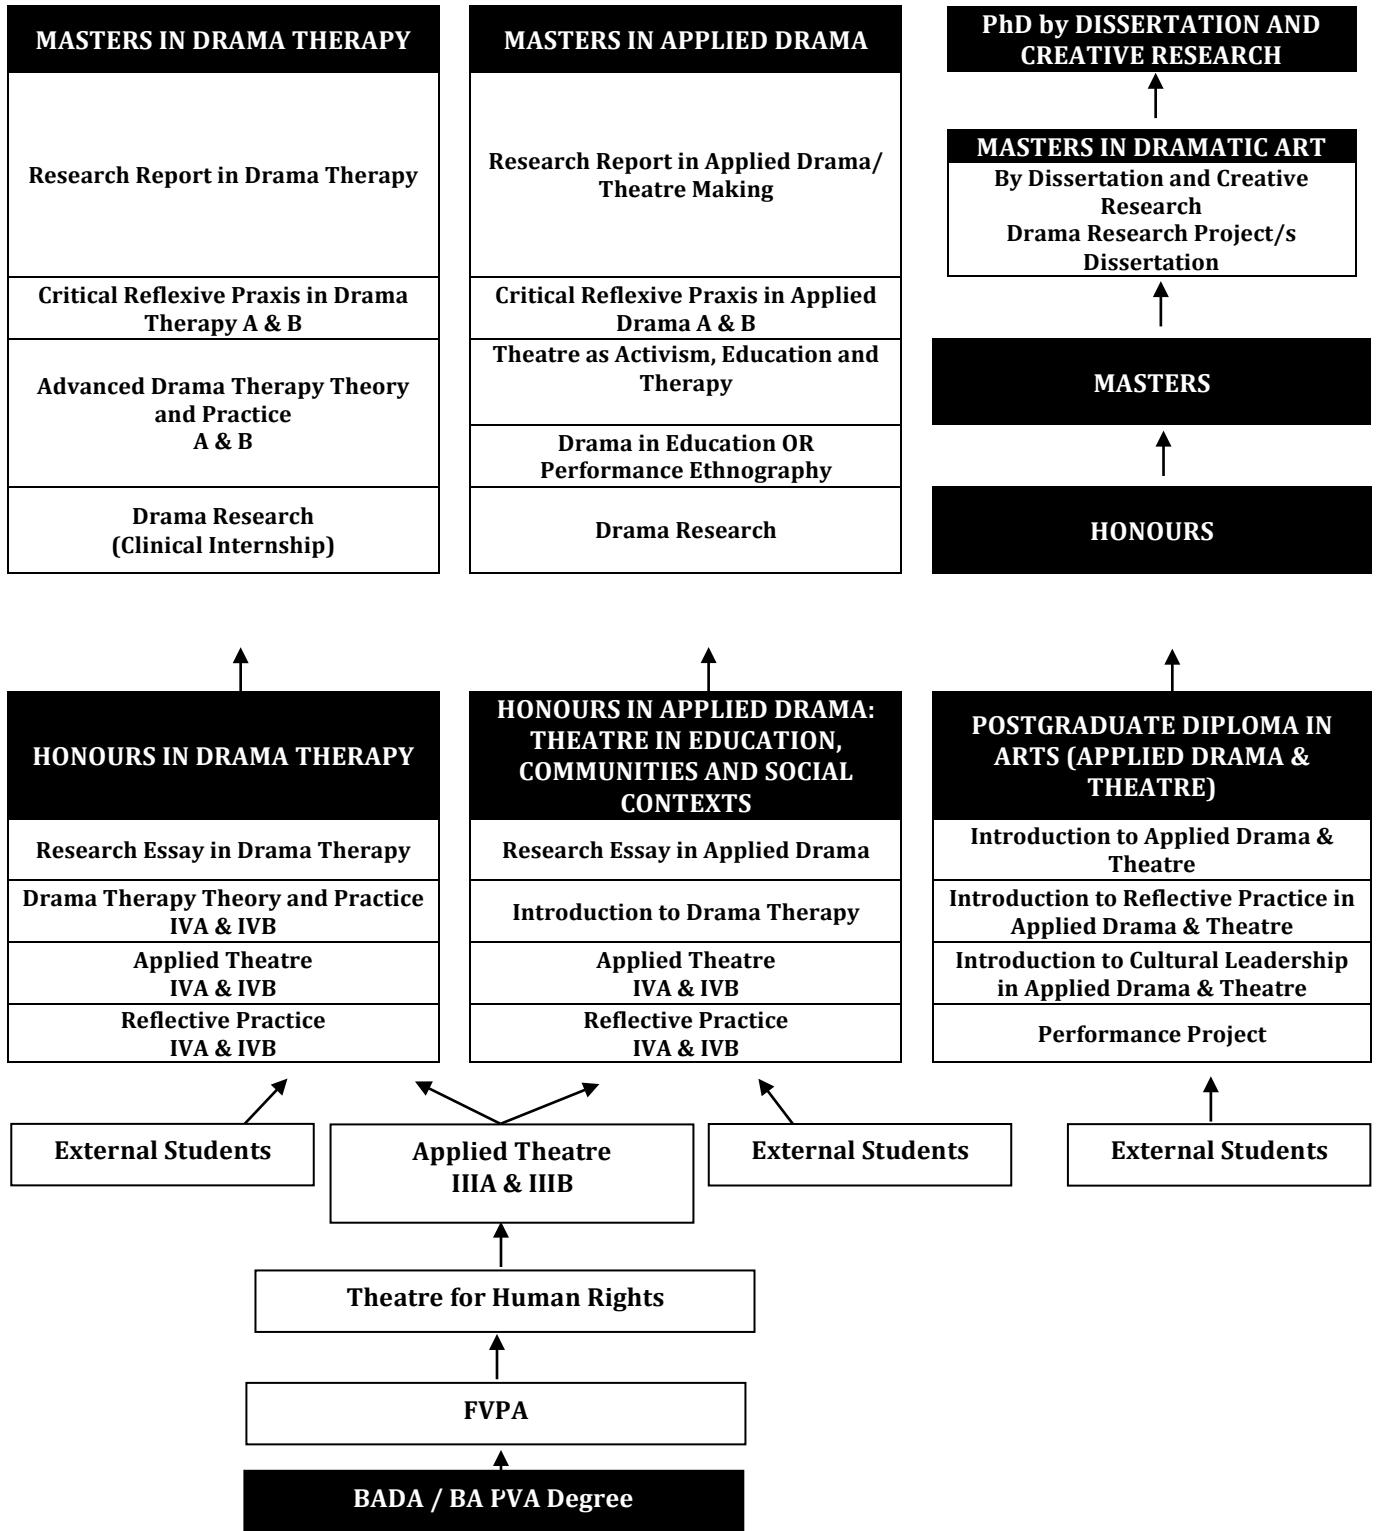 MASTERS IN DRAMA THERAPY
Research Report in Drama Therapy
Critical Reflexive Praxis in Drama
Therapy A & B
Advanced Drama Therapy Theory
and Practice
A & B
Drama Research
(Clinical Internship)
MASTERS IN APPLIED DRAMA
Research Report in Applied Drama/
Theatre Making
Critical Reflexive Praxis in Applied
Drama A & B
Theatre as Activism, Education and
Therapy
Drama in Education OR
Performance Ethnography
Drama Research
PhD by DISSERTATION AND
CREATIVE RESEARCH
MASTERS IN DRAMATIC ART
By Dissertation and Creative
Research
Drama Research Project/s
Dissertation
MASTERS
HONOURS
HONOURS IN DRAMA THERAPY
Research Essay in Drama Therapy
Drama Therapy Theory and Practice
IVA & IVB
Applied Theatre
IVA & IVB
Reflective Practice
IVA & IVB
HONOURS IN APPLIED DRAMA:
THEATRE IN EDUCATION,
COMMUNITIES AND SOCIAL
CONTEXTS
Research Essay in Applied Drama
Introduction to Drama Therapy
Applied Theatre
IVA & IVB
Reflective Practice
IVA & IVB
POSTGRADUATE DIPLOMA IN
ARTS (APPLIED DRAMA &
THEATRE)
Introduction to Applied Drama &
Theatre
Introduction to Reflective Practice in
Applied Drama & Theatre
Introduction to Cultural Leadership
in Applied Drama & Theatre
Performance Project
External Students
Applied Theatre
IIIA & IIIB
External Students
External Students
Theatre for Human Rights
FVPA
BADA / BA PVA Degree